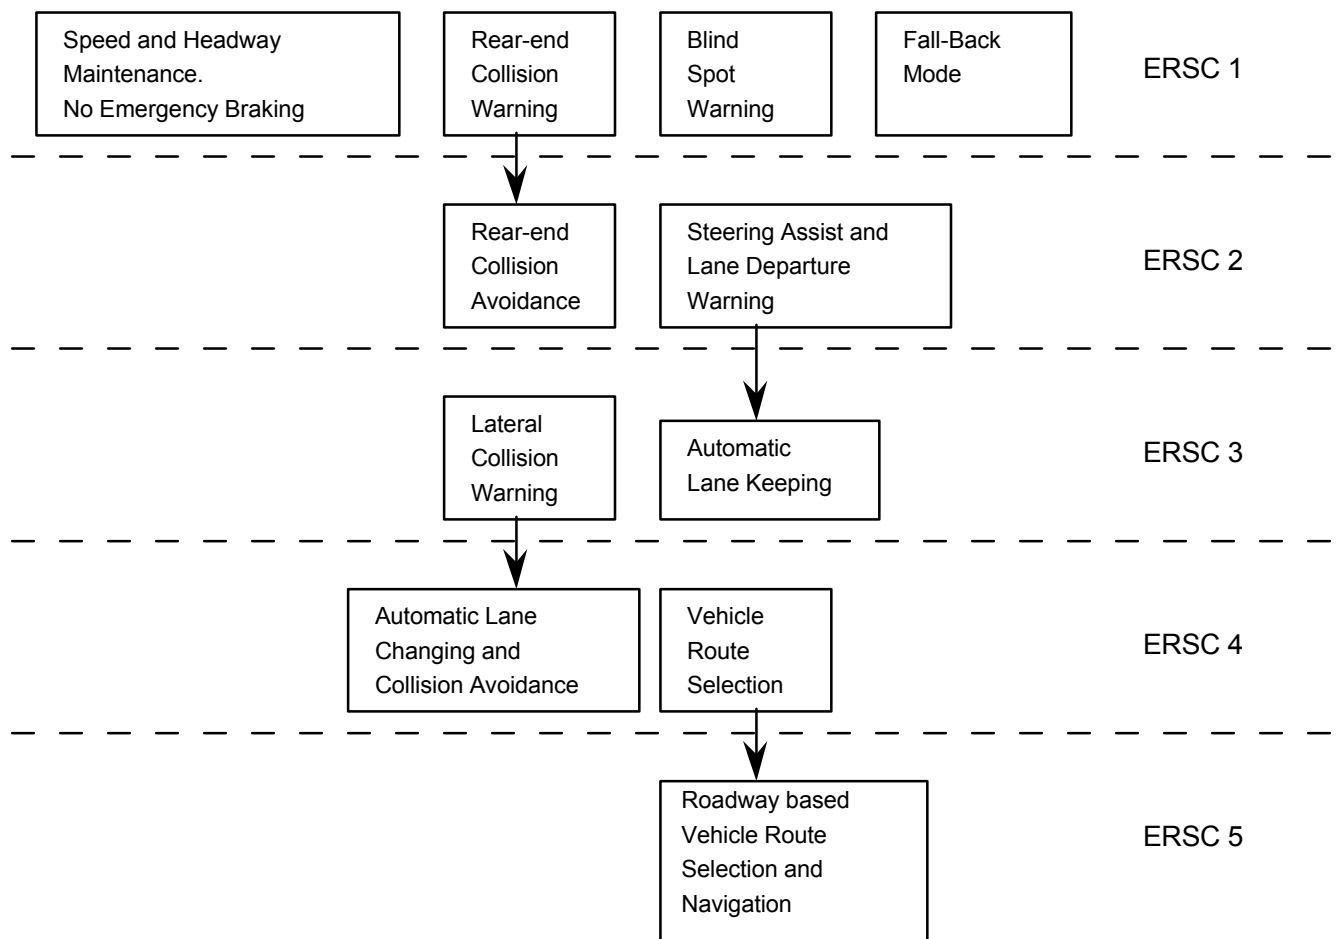 Speed and Headway
Maintenance.
No Emergency Braking
Rear-end
Collision
Warning
Blind
Spot
Warning
Fall-Back
Mode
ERSC 1
Rear-end
Collision
Avoidance
Steering Assist and
Lane Departure
Warning
ERSC 2
Lateral
Collision
Warning
Automatic
Lane Keeping
ERSC 3
Automatic Lane
Changing and
Collision Avoidance
Vehicle
Route
Selection
ERSC 4
Roadway based
Vehicle Route
Selection and
Navigation
ERSC 5